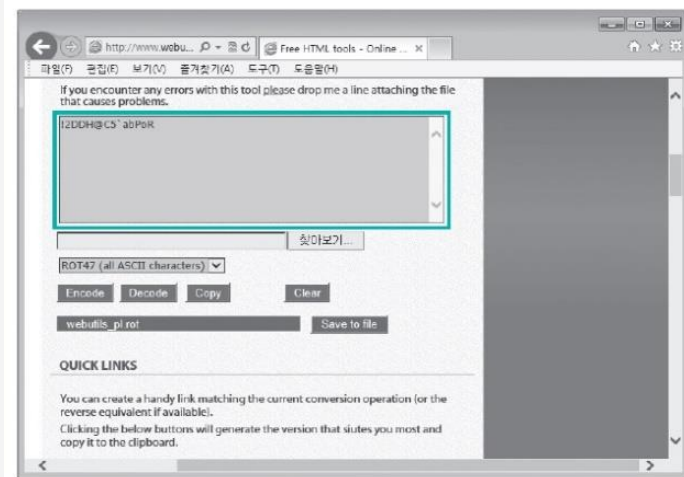 http://www.webu...
Free HTML tools - Online ...
파일(F) 편집(E) 보기(V) 즐겨찾기(A) 도구(T) 도움말(H)
If you encounter any errors with this tool please drop me a line attaching the file
that causes problems.
!2DDH@C5`abPoR
찾아보기...
ROT47 (all ASCII characters)
Encode Decode Copy Clear
webutils_pl rot Save to file
QUICK LINKS
You can create a handy link matching the current conversion operation (or the
reverse equivalent if available).
Clicking the below buttons will generate the version that siutes you most and
copy it to the clipboard.